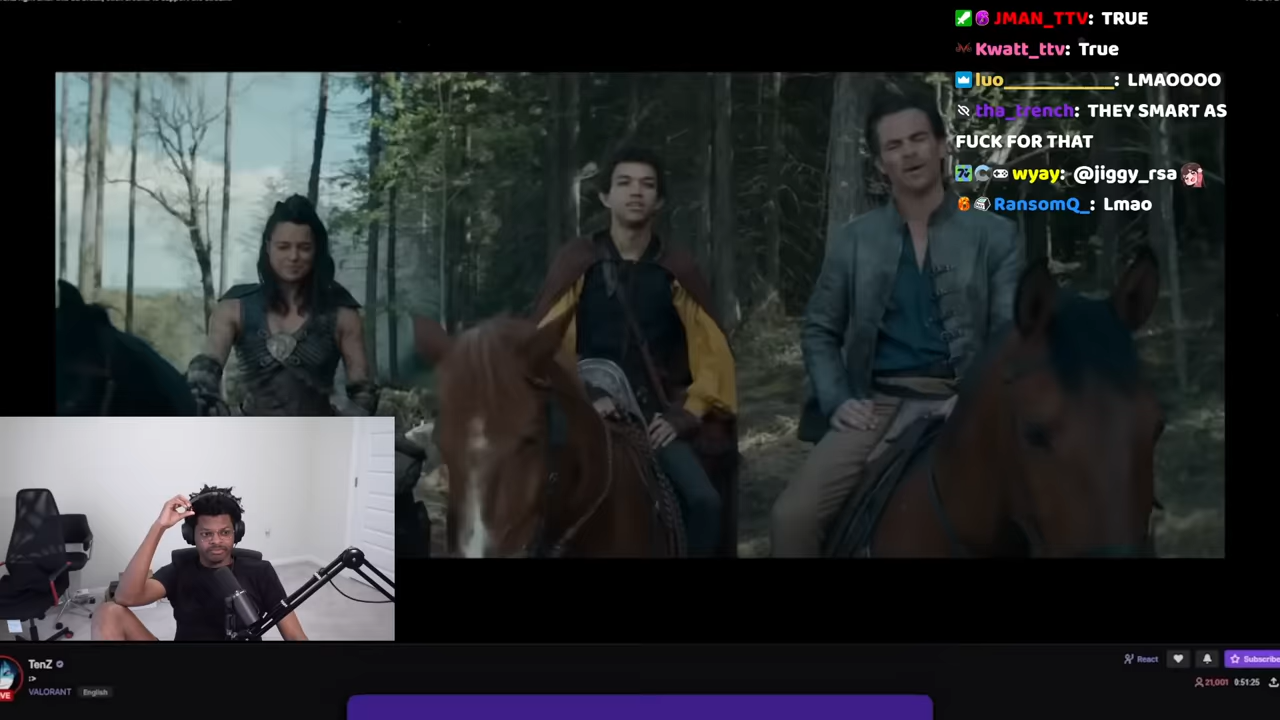 JMAN_TTV: TRUE
Kwatt_ttv: True
luo___________: LMAOOOO
tha_trench: THEY SMART AS
FUCK FOR THAT
wyay: @jiggy_rsa
RansomQ_: Lmao
TenZ
React
Subscribe
VALORANT English
21,001 0:51:25